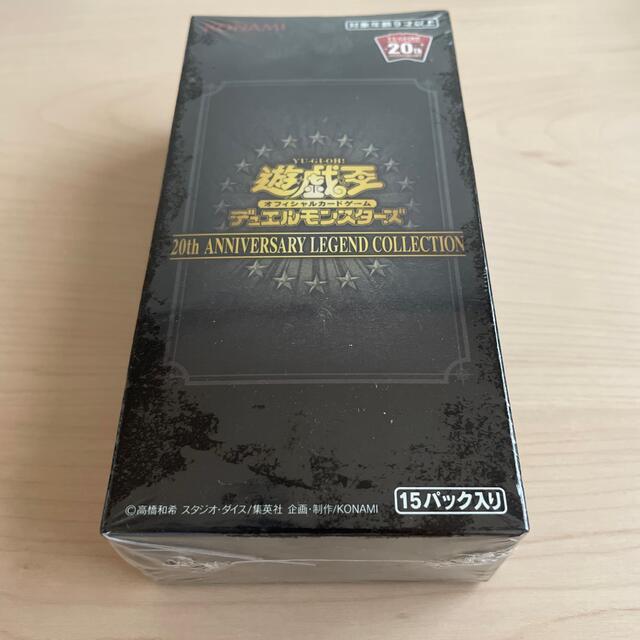 KONAMI
対象年齢9才以上
20th
YU-GI-OH!
遊戯王
オフィシャルカードゲーム
デュエルモンスターズ
20th ANNIVERSARY LEGEND COLLECTION
15パック入り
©高橋和希 スタジオ・ダイス/集英社 企画・制作/KONAMI